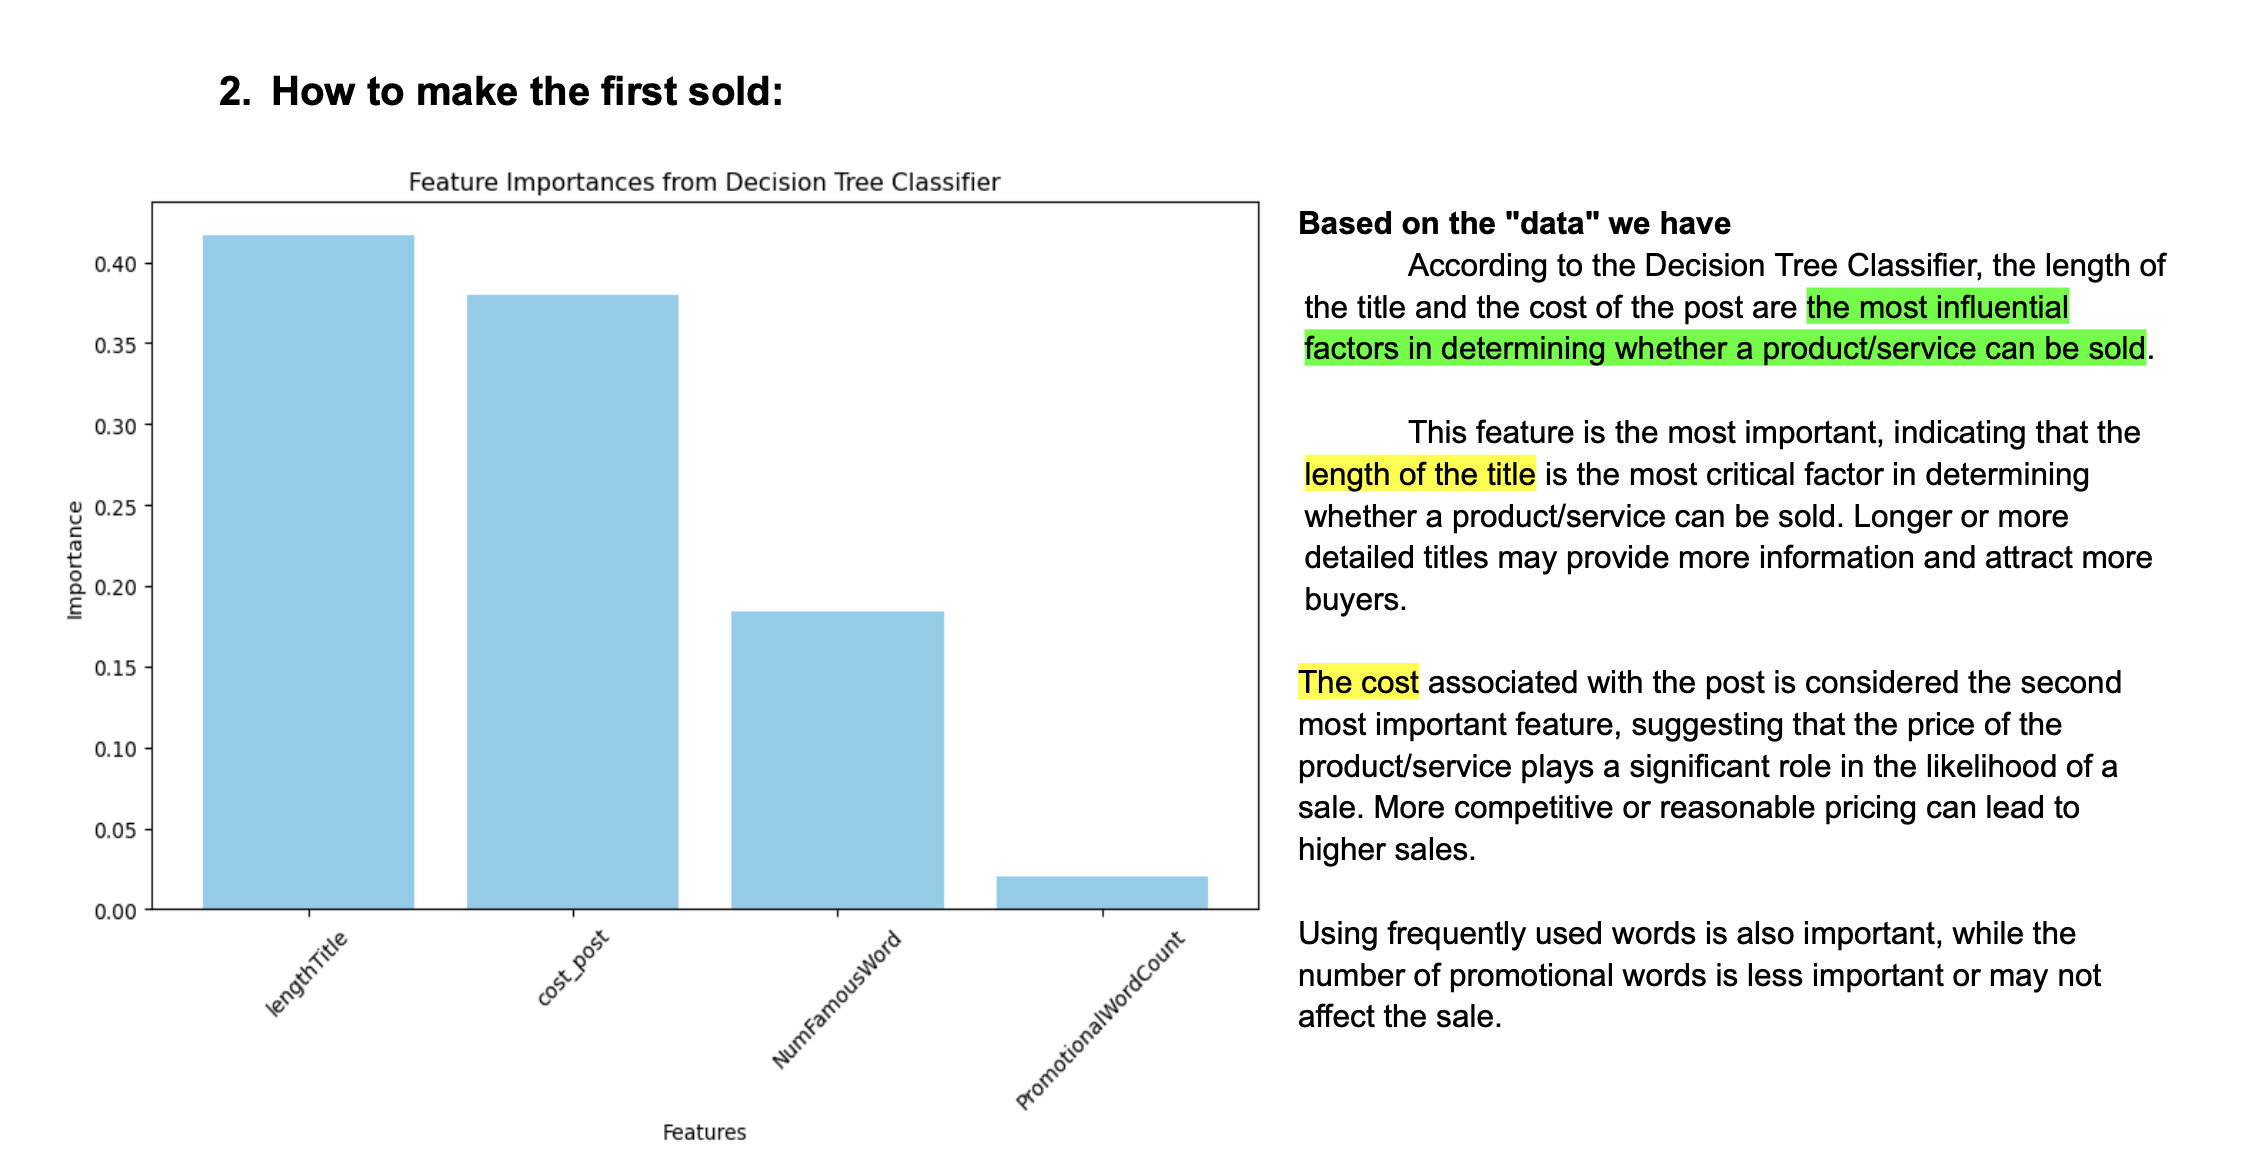 2. How to make the first sold:
Feature Importances from Decision Tree Classifier
Importance
0.40
0.35
0.30
0.25
0.20
0.15
0.10
0.05
0.00
lengthTitle
cost_post
NumFamousWord
PromotionalWordCount
Features
Based on the "data" we have
According to the Decision Tree Classifier, the length of
the title and the cost of the post are the most influential
factors in determining whether a product/service can be sold.
This feature is the most important, indicating that the
length of the title is the most critical factor in determining
whether a product/service can be sold. Longer or more
detailed titles may provide more information and attract more
buyers.
The cost associated with the post is considered the second
most important feature, suggesting that the price of the
product/service plays a significant role in the likelihood of a
sale. More competitive or reasonable pricing can lead to
higher sales.
Using frequently used words is also important, while the
number of promotional words is less important or may not
affect the sale.